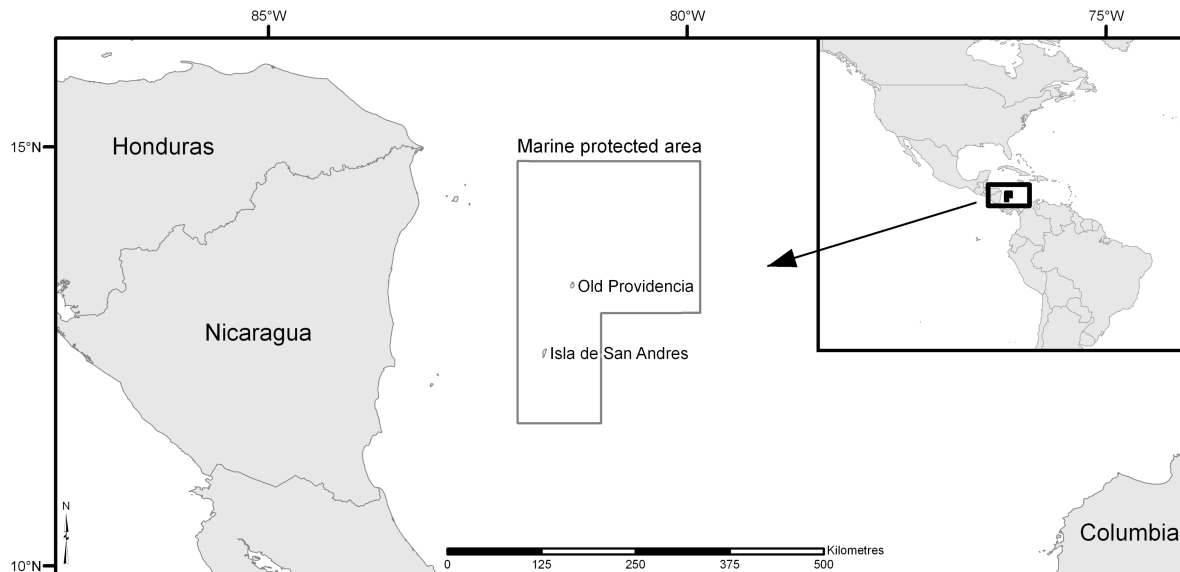 85°W
80°W
75°W
15°N
Honduras
Marine protected area
Old Providencia
Nicaragua
Isla de San Andres
N
Columbia
10°N
Kilometres
0 125 250 375 500